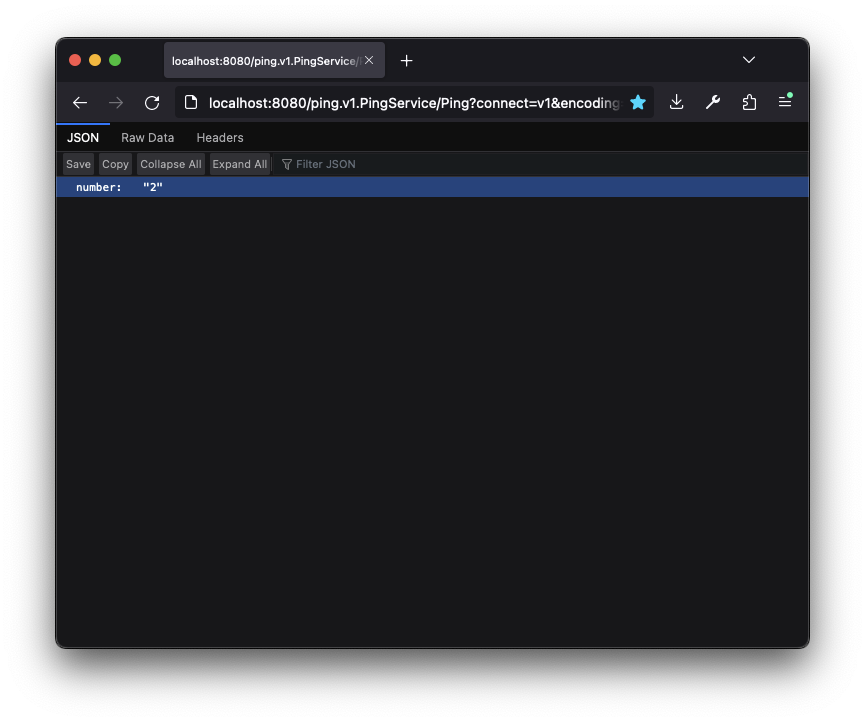 localhost:8080/ping.v1.PingService/
localhost:8080/ping.v1.PingService/Ping?connect=v1&encoding
JSON Raw Data Headers
Save Copy Collapse All Expand All Filter JSON
number: "2"